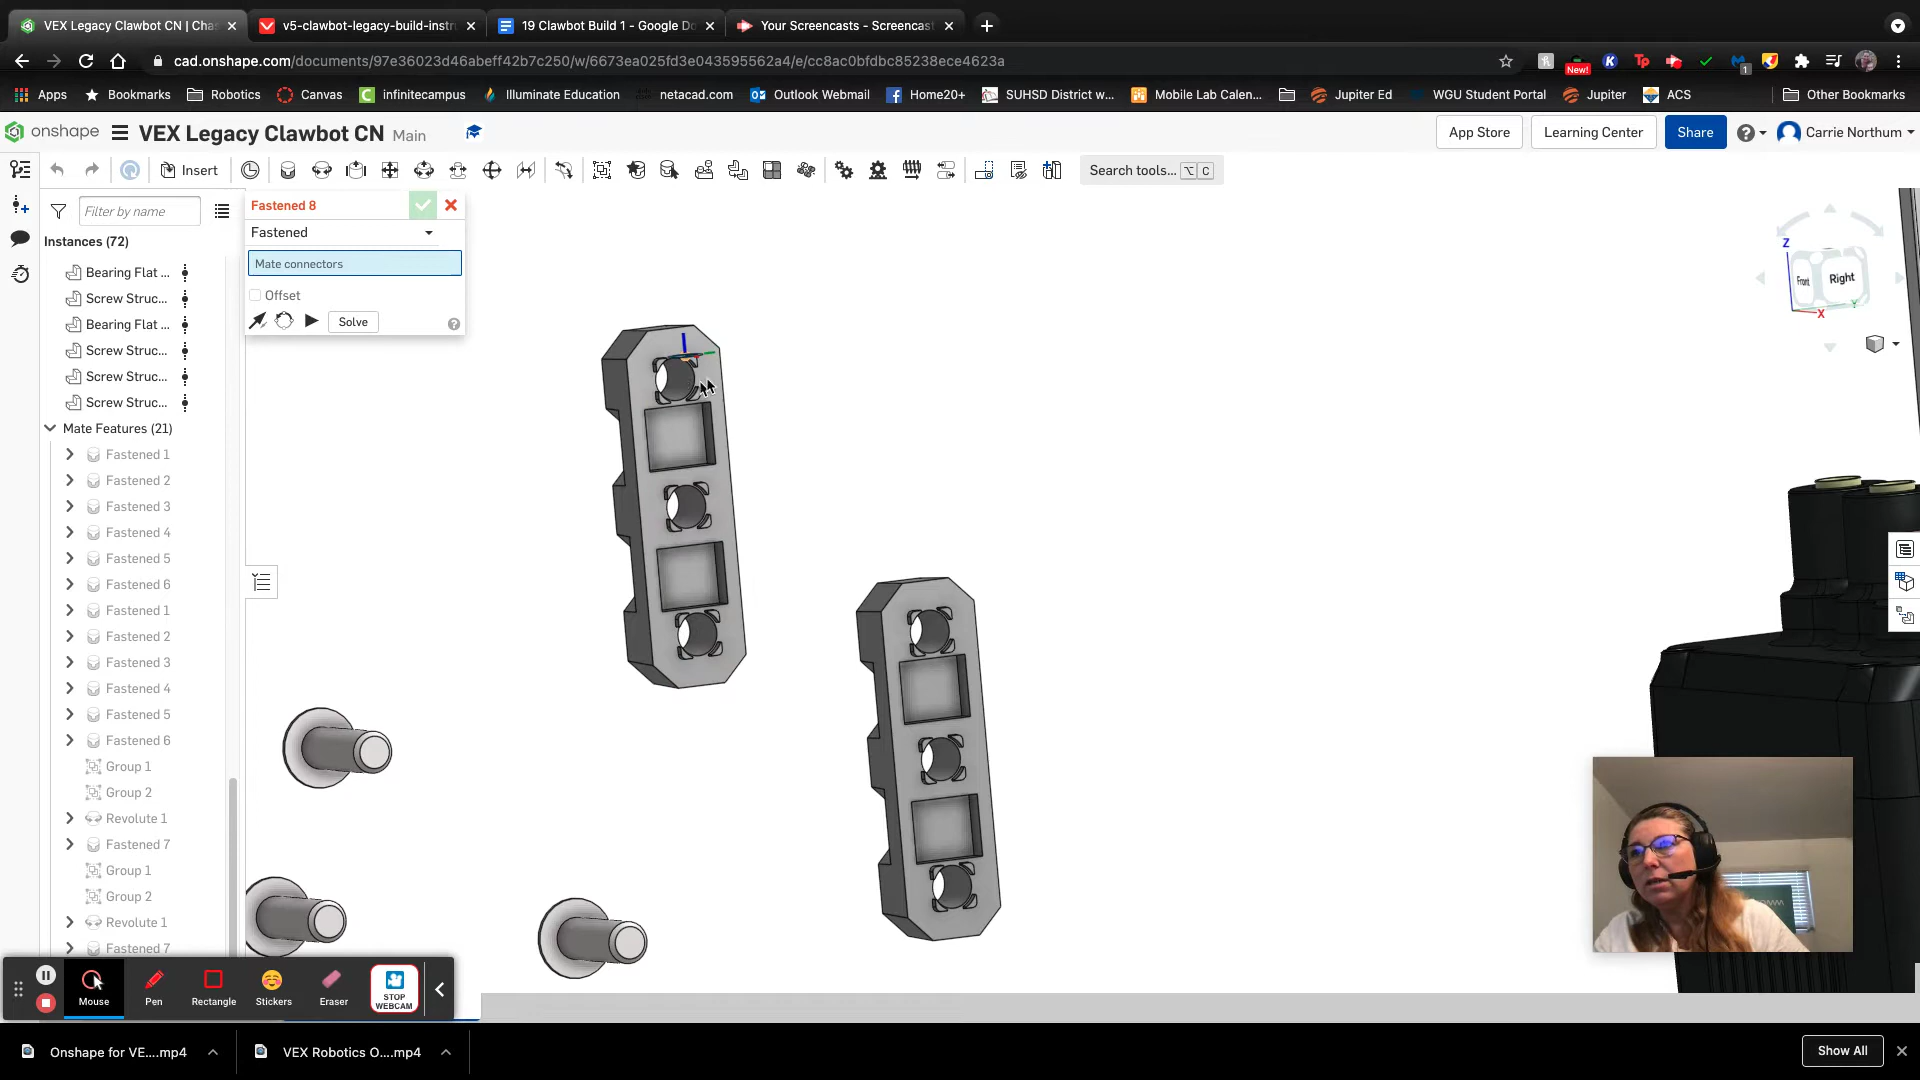 VEX Legacy Clawbot CN | Cha
v5-clawbot-legacy-build-instr
19 Clawbot Build 1 - Google Do
Your Screencasts - Screencast
cad.onshape.com/documents/97e36023d46abeff42b7c250/w/6673ea025fd3e043595562a4/e/cc8ac0bfdbc85238ece4623a
New!
K
Tp
1
Apps
Bookmarks
Robotics
Canvas
infinitecampus
Illuminate Education
netacad.com
Outlook Webmail
Home20+
SUHSD District w...
Mobile Lab Calen...
Jupiter Ed
WGU Student Portal
Jupiter
ACS
Other Bookmarks
onshape
VEX Legacy Clawbot CN
Main
App Store
Learning Center
Share
Carrie Northum
Insert
Search tools... ⌥ C
Filter by name
Instances (72)
Bearing Flat ...
Screw Struc...
Bearing Flat ...
Screw Struc...
Screw Struc...
Screw Struc...
Mate Features (21)
Fastened 1
Fastened 2
Fastened 3
Fastened 4
Fastened 5
Fastened 6
Fastened 1
Fastened 2
Fastened 3
Fastened 4
Fastened 5
Fastened 6
Group 1
Group 2
Revolute 1
Fastened 7
Group 1
Group 2
Revolute 1
Fastened 7
Fastened 8
Fastened
Mate connectors
Offset
Solve
Z
Front
Right
Y
X
Mouse
Pen
Rectangle
Stickers
Eraser
STOP
WEBCAM
Onshape for VE....mp4
VEX Robotics O....mp4
Show All